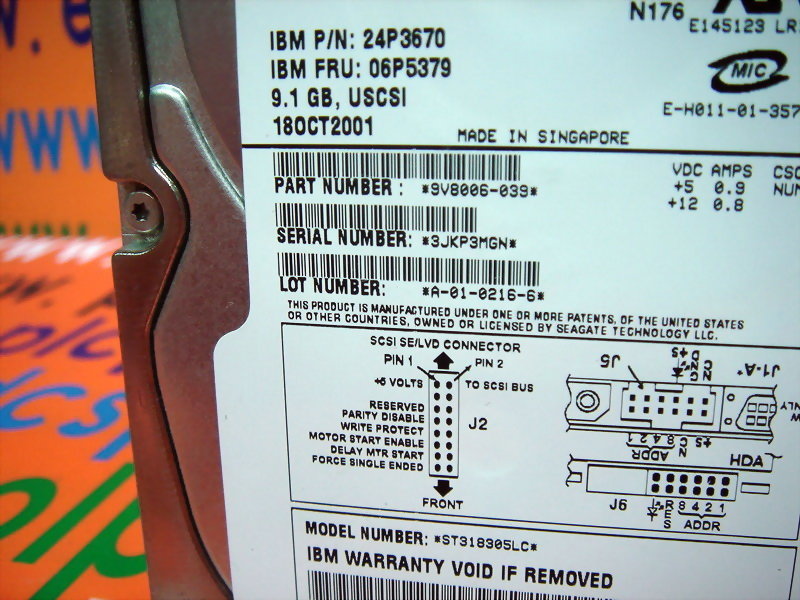 N176
E145123 LR
IBM P/N: 24P3670
IBM FRU: 06P5379
9.1 GB, USCSI
18OCT2001
MIC
E-H011-01-357
MADE IN SINGAPORE
VDC AMPS CSC
+5 0.9 NUM
+12 0.8
PART NUMBER: *9V8006-039*
SERIAL NUMBER: *3JKP3MGN*
LOT NUMBER: *A-01-0216-6*
THIS PRODUCT IS MANUFACTURED UNDER ONE OR MORE PATENTS, OF THE UNITED STATES
OR OTHER COUNTRIES, OWNED OR LICENSED BY SEAGATE TECHNOLOGY LLC.
SCSI SE/LVD CONNECTOR
PIN 1 PIN 2
+5 VOLTS TO SCSI BUS
RESERVED
PARITY DISABLE
WRITE PROTECT
MOTOR START ENABLE
DELAY MTR START
FORCE SINGLE ENDED
J2
FRONT
J5
J1-A*
ADDR
HDA
J6
RES
8 4 2 1
ADDR
MODEL NUMBER: *ST318305LC*
IBM WARRANTY VOID IF REMOVED